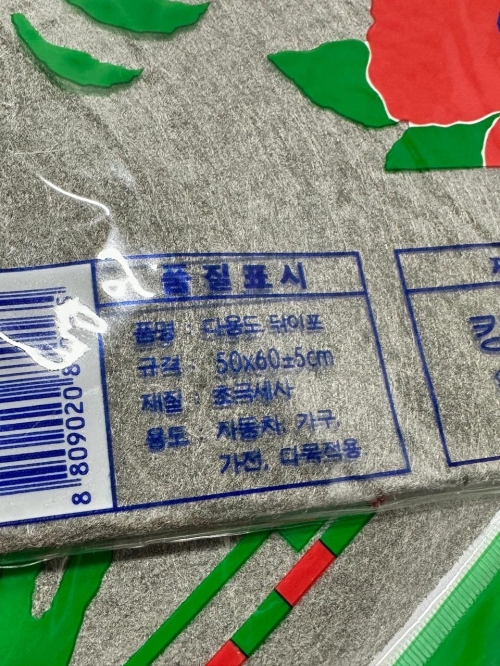 품질표시
품명 : 다용도 닦이포
규격 : 50x60±5cm
재질 : 초극세사
용도 : 자동차, 가구,
가전, 다목적용
8 809020 8
킹